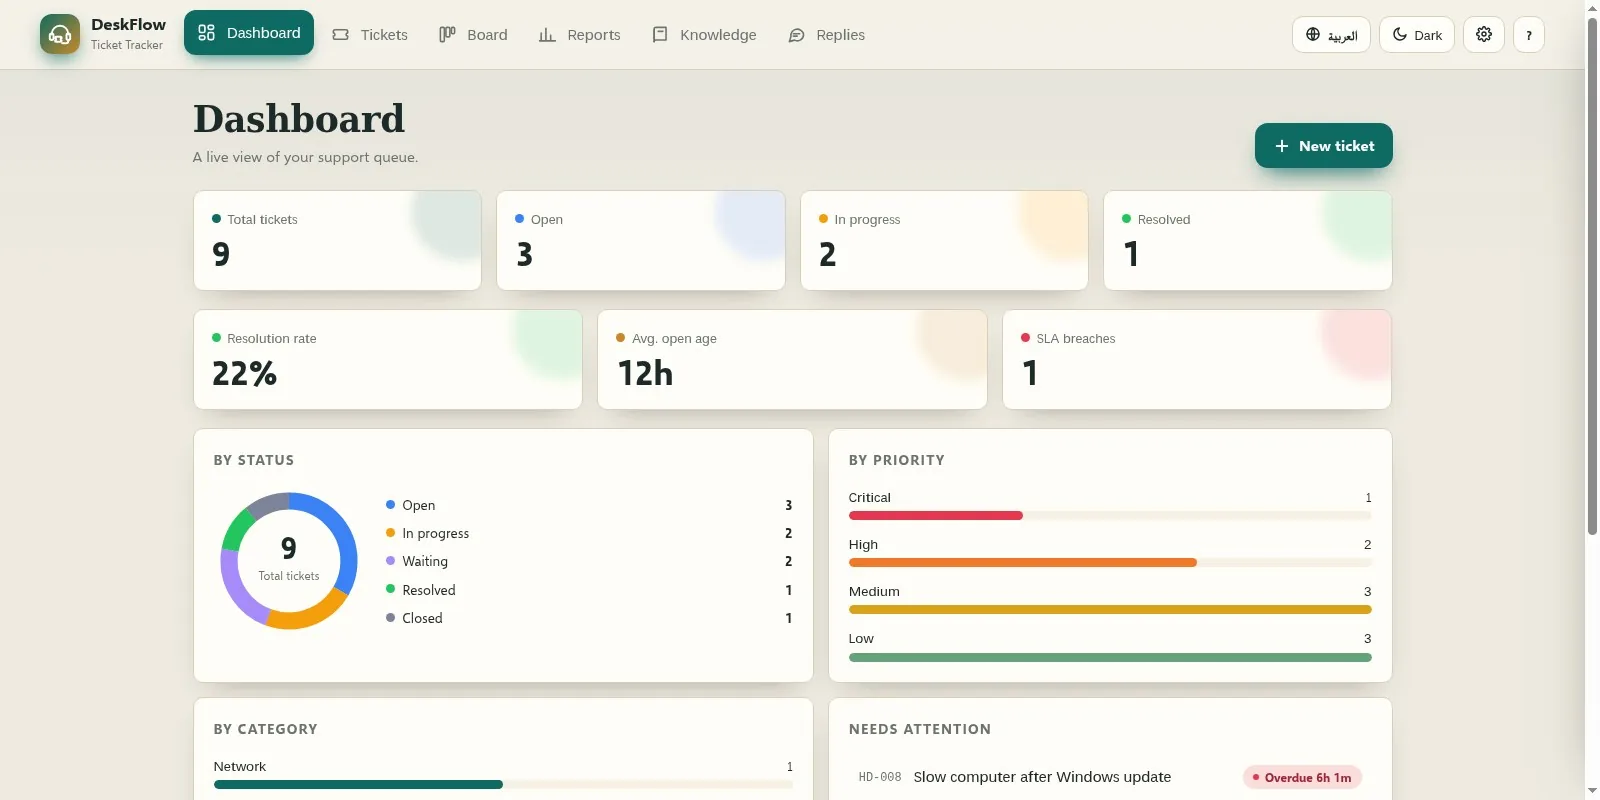 DeskFlow
Ticket Tracker
Dashboard
Tickets
Board
Reports
Knowledge
Replies
العربية
Dark
?
Dashboard
A live view of your support queue.
+ New ticket
Total tickets
9
Open
3
In progress
2
Resolved
1
Resolution rate
22%
Avg. open age
12h
SLA breaches
1
BY STATUS
9
Total tickets
Open 3
In progress 2
Waiting 2
Resolved 1
Closed 1
BY PRIORITY
Critical 1
High 2
Medium 3
Low 3
BY CATEGORY
Network 1
NEEDS ATTENTION
HD-008 Slow computer after Windows update Overdue 6h 1m